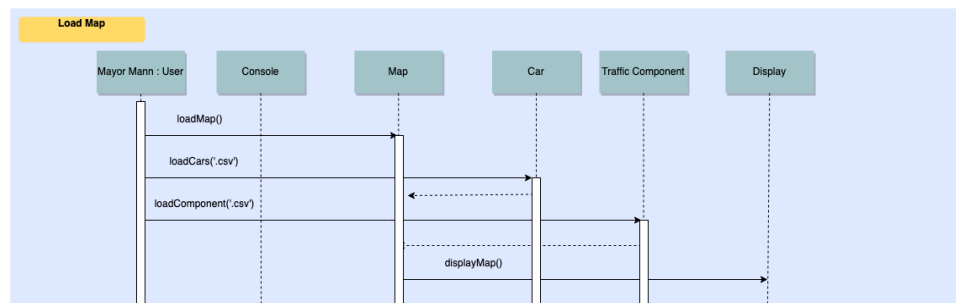 Load Map
Mayor Mann : User
Console
Map
Car
Traffic Component
Display
loadMap()
loadCars('.csv')
loadComponent('.csv')
displayMap()